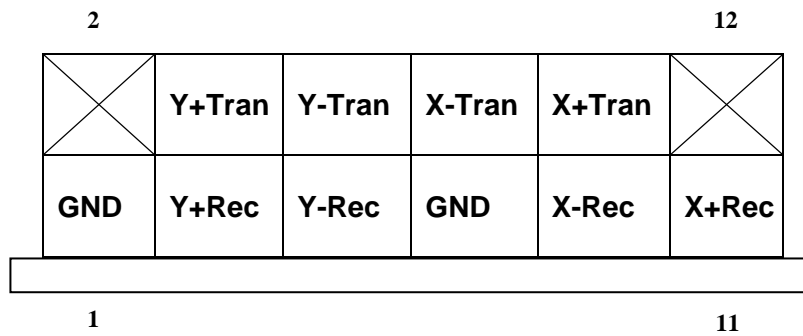 2 12
Y+Tran Y-Tran X-Tran X+Tran
GND Y+Rec Y-Rec GND X-Rec X+Rec
1 11